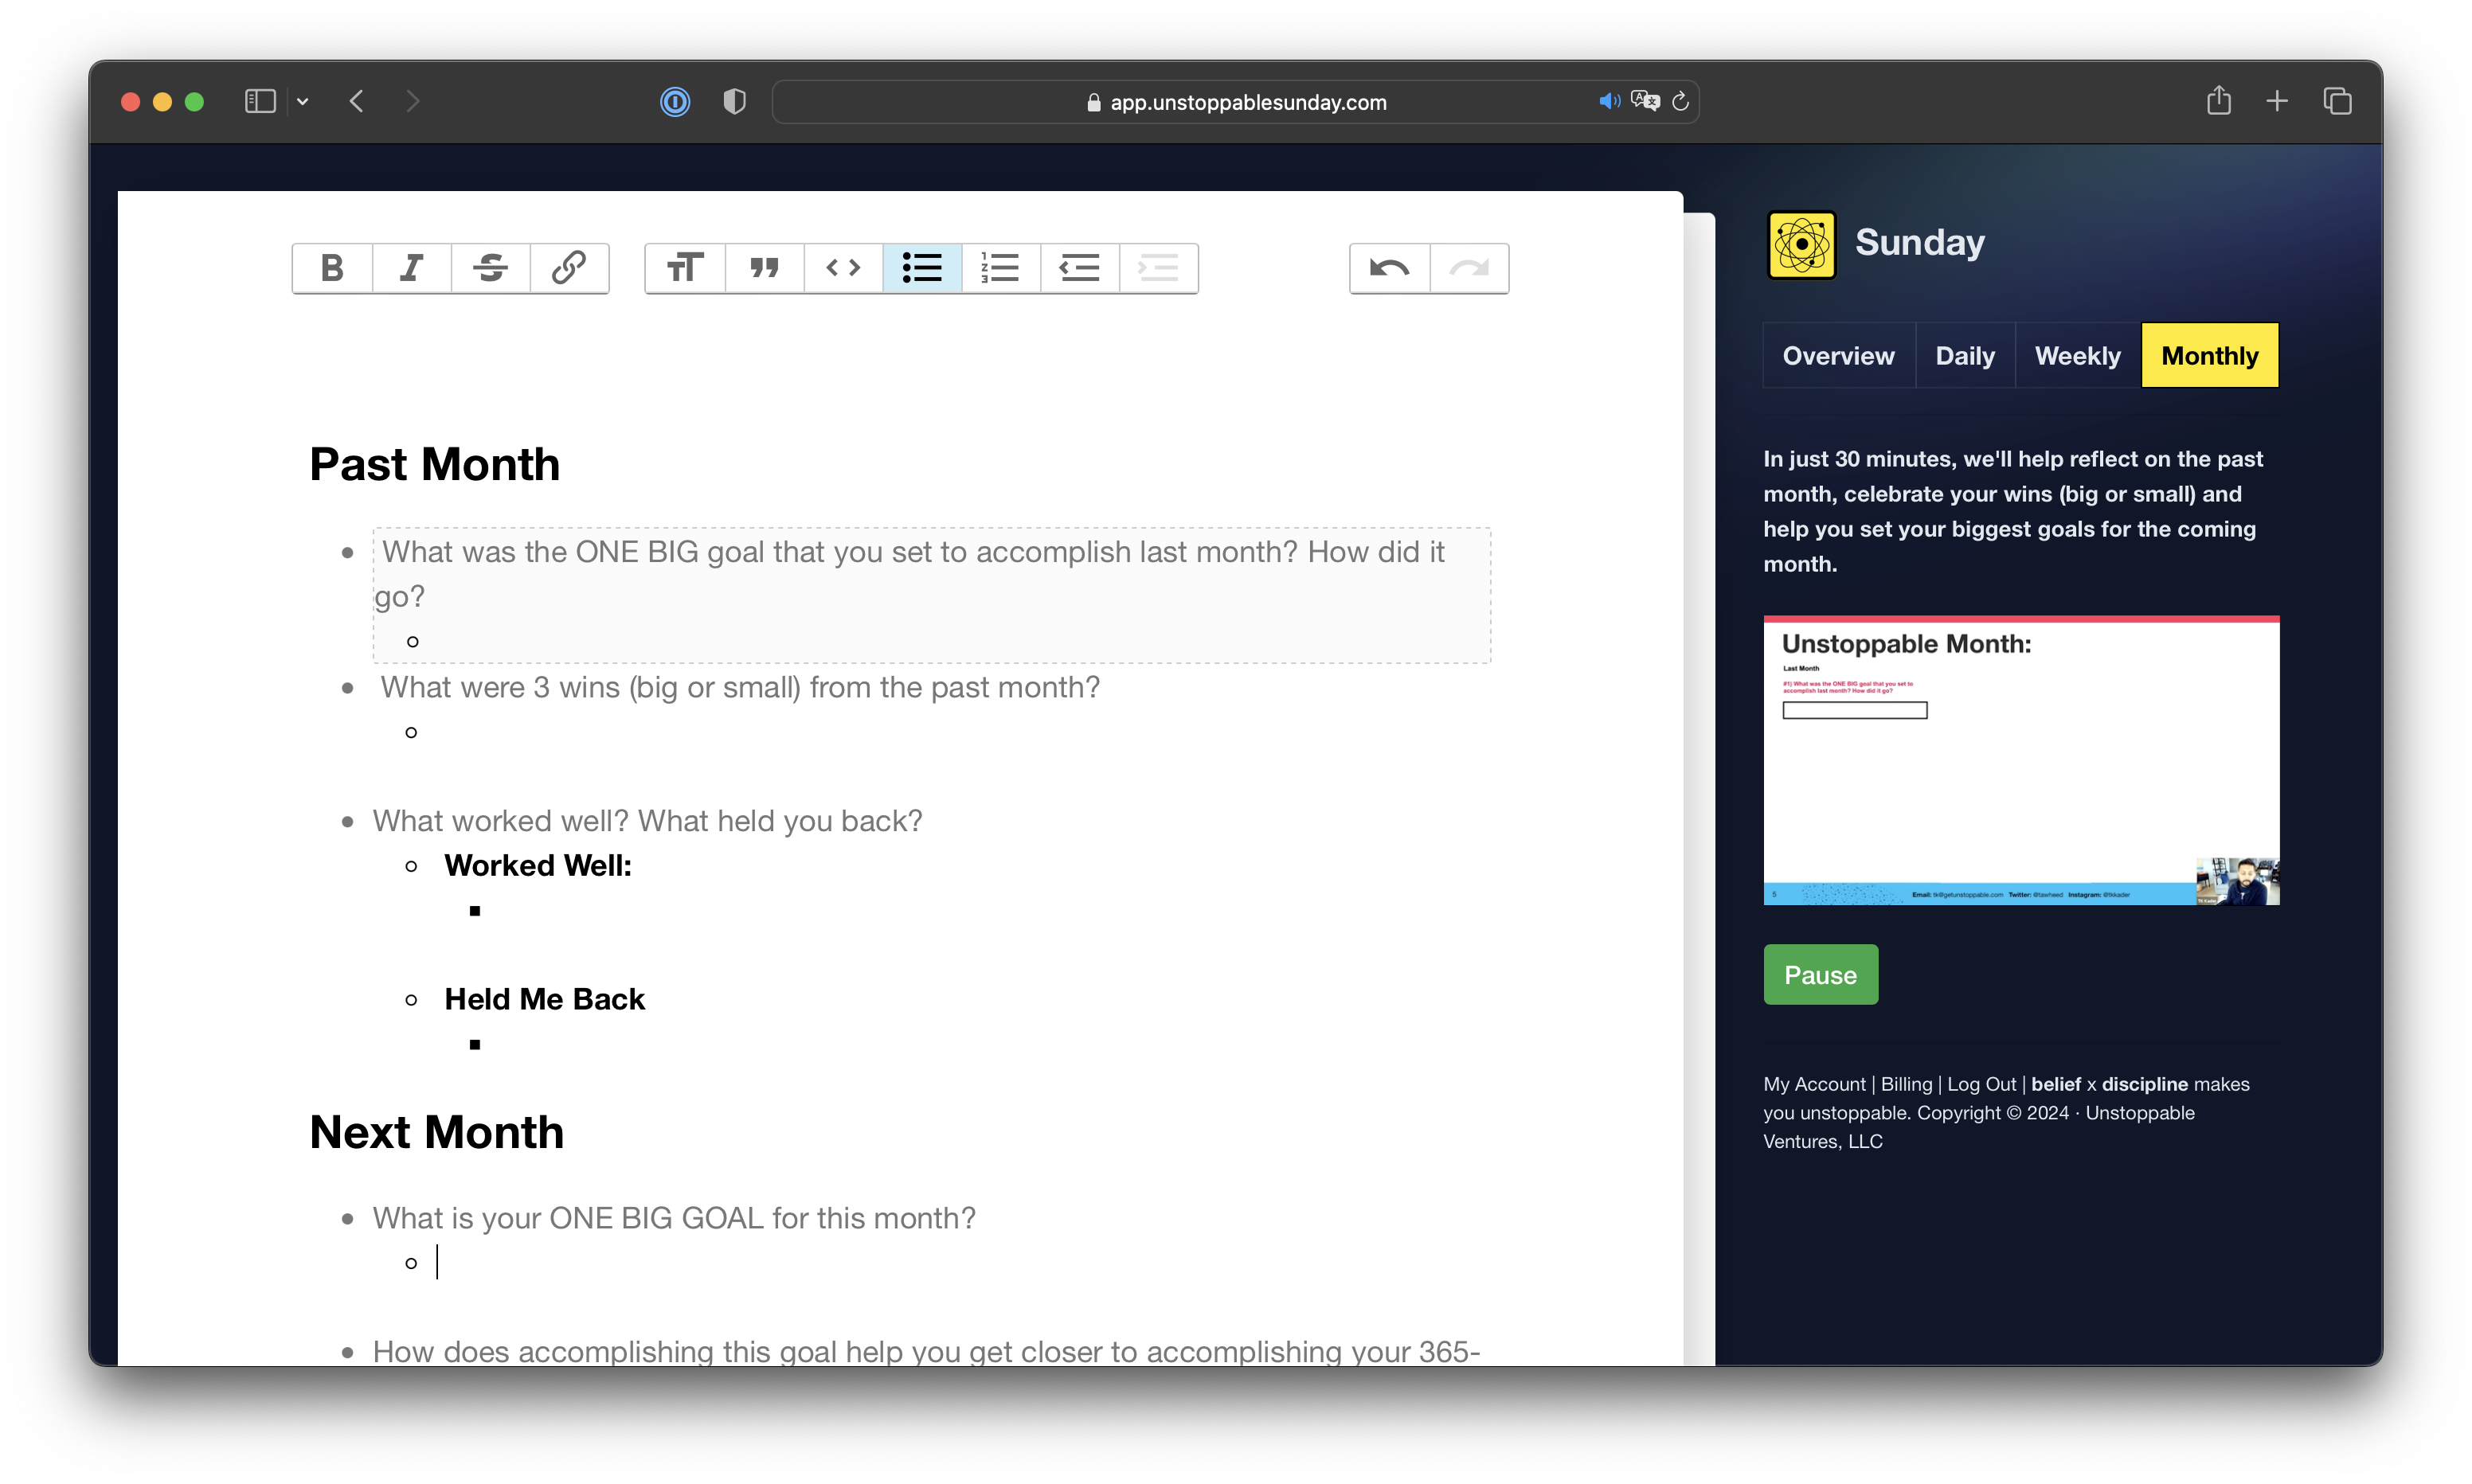 app.unstoppablesunday.com
Past Month
What was the ONE BIG goal that you set to accomplish last month? How did it
go?
What were 3 wins (big or small) from the past month?
What worked well? What held you back?
Worked Well:
Held Me Back
Next Month
What is your ONE BIG GOAL for this month?
How does accomplishing this goal help you get closer to accomplishing your 365-
Sunday
Overview
Daily
Weekly
Monthly
In just 30 minutes, we'll help reflect on the past
month, celebrate your wins (big or small) and
help you set your biggest goals for the coming
month.
Unstoppable Month:
Last Month
#1) What was the ONE BIG goal that you set to
accomplish last month? How did it go?
5
Email: tk@getunstoppable.com Twitter: @tawheed Instagram: @tkkader
Pause
My Account | Billing | Log Out | belief x discipline makes
you unstoppable. Copyright © 2024 · Unstoppable
Ventures, LLC